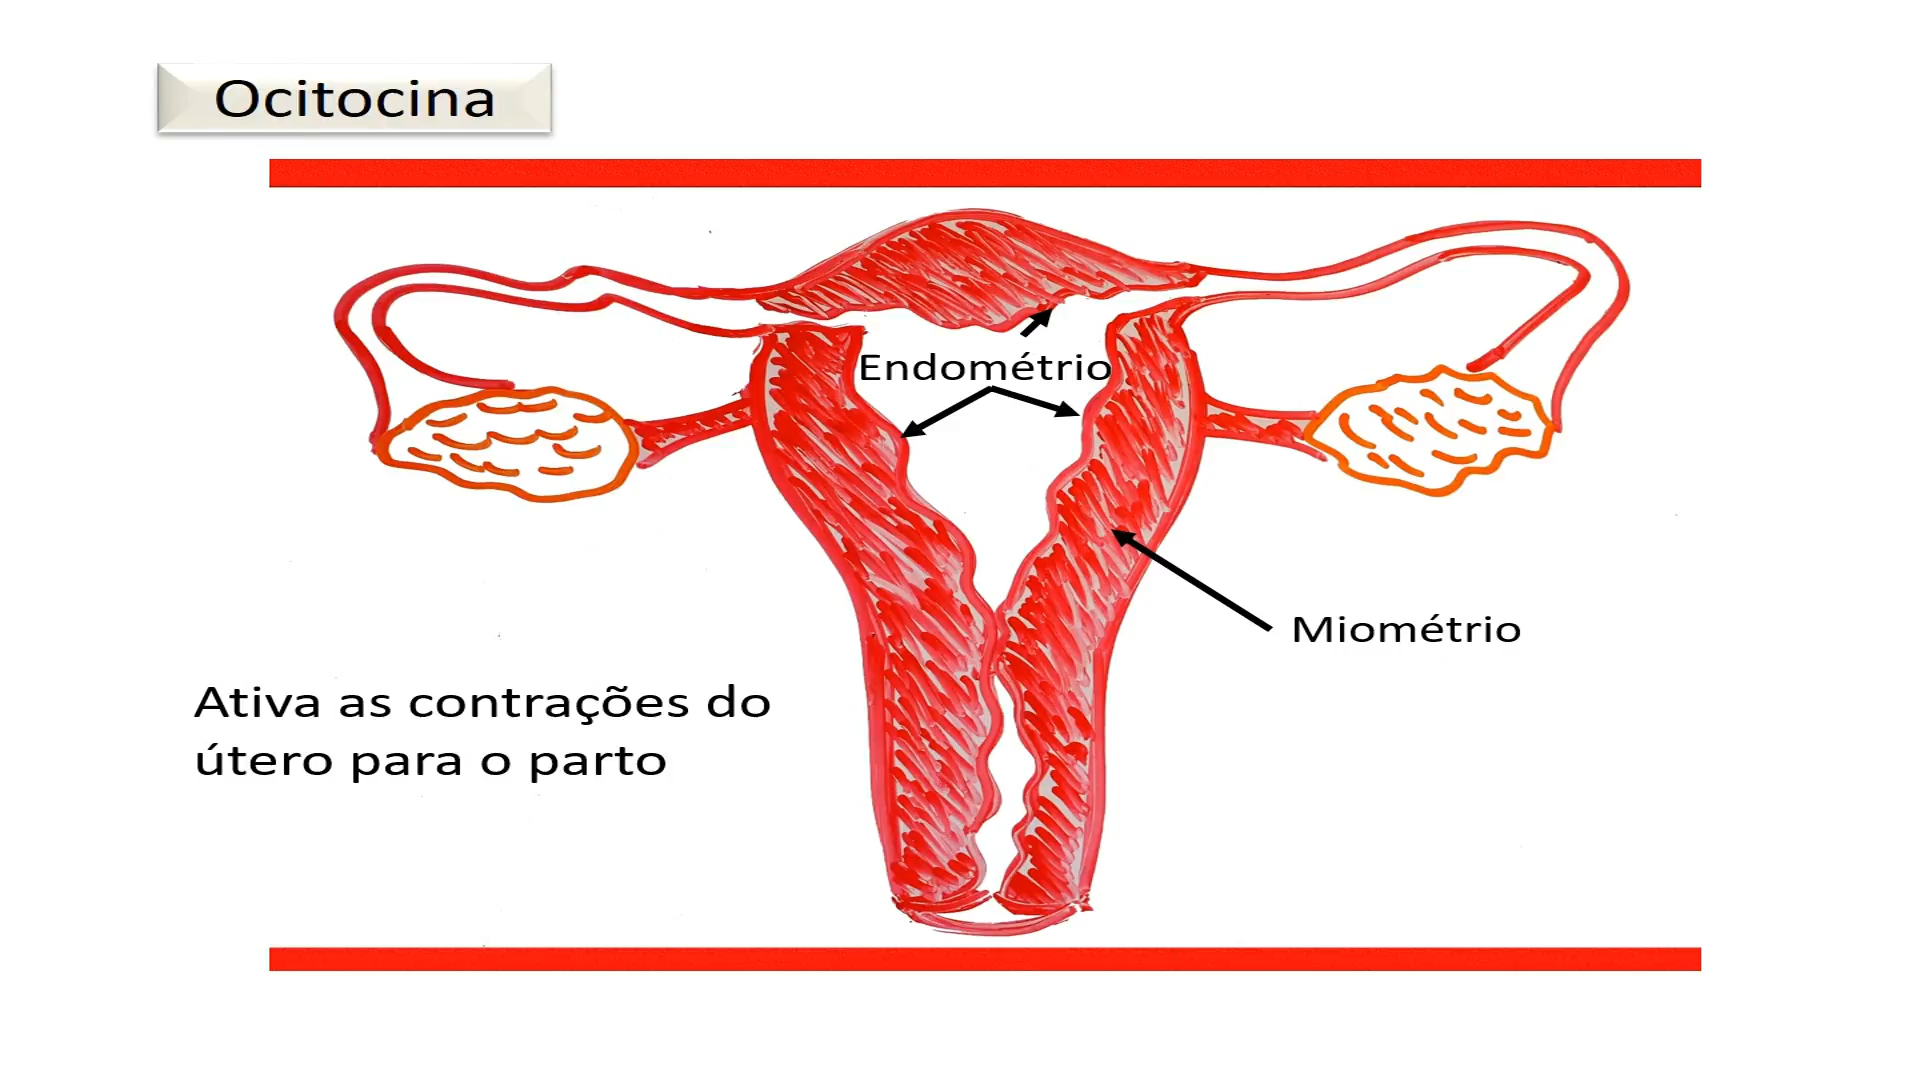 Ocitocina
Endométrio
Miométrio
Ativa as contrações do
útero para o parto